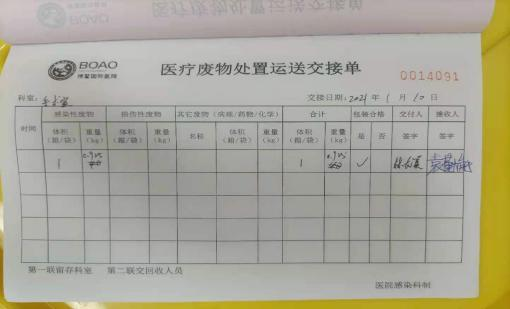 BOAO
博鳌国际医院
医疗废物处置运送交接单
0014091
科室：手术室 交接日期：2021 年 1 月 10 日
时间 感染性废物 损伤性废物 其它废物（病理/药物/化学） 合计 包装合格 交付人 接收人
体积（箱/袋） 重量（kg） 体积（箱/袋） 重量（kg） 名称 体积（箱/袋） 重量（kg） 体积（箱/袋） 重量（kg） 是 否 签字 签字
1 1 ✓
第一联留存科室 第二联交回收人员
医院感染科制